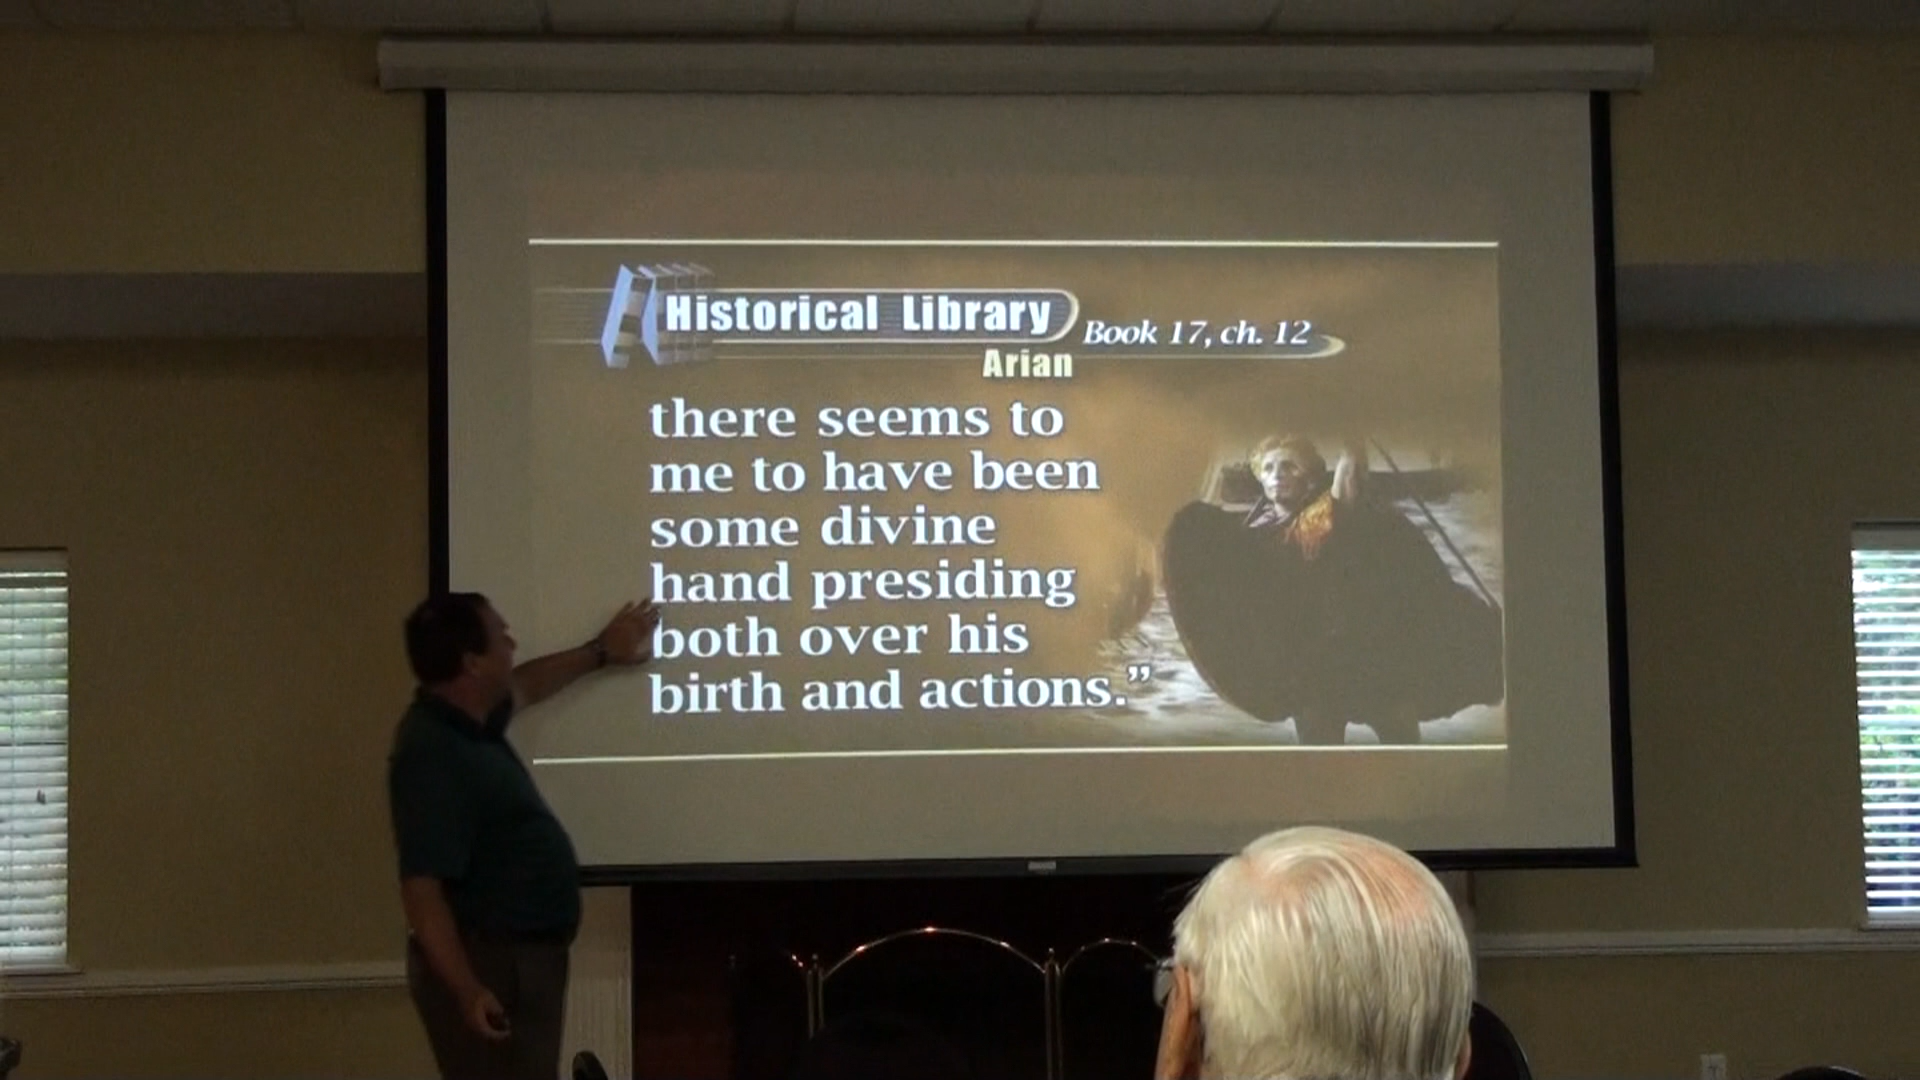 Historical Library
Book 17, ch. 12
Arian
there seems to
me to have been
some divine
hand presiding
both over his
birth and actions.”